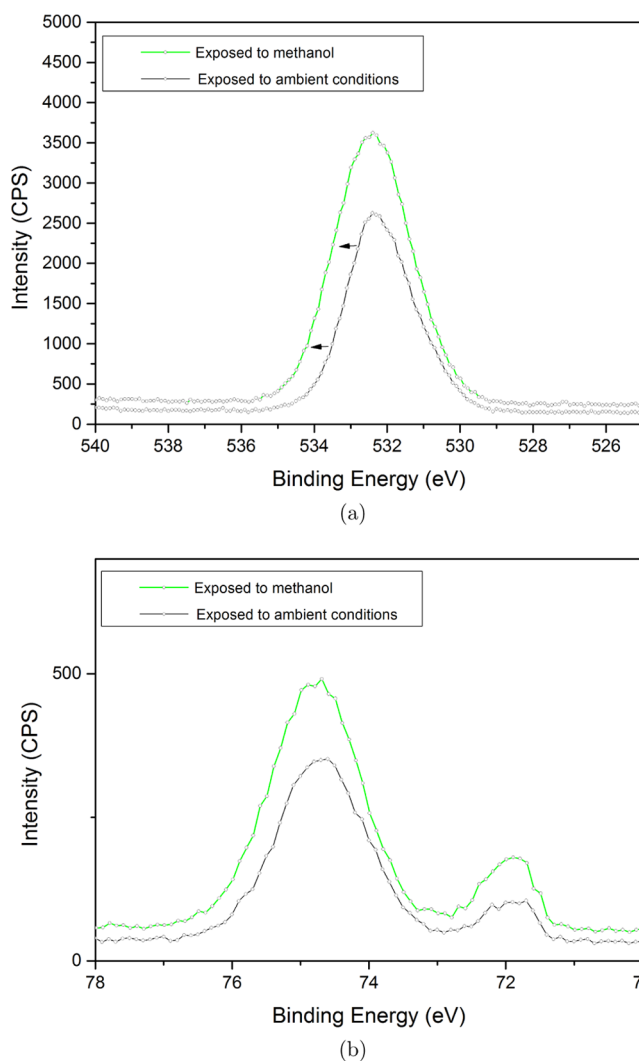 5000
4500
4000
3500
3000
2500
2000
1500
1000
500
0
Intensity (CPS)
Exposed to methanol
Exposed to ambient conditions
540 538 536 534 532 530 528 526
Binding Energy (eV)
(a)
500
0
Intensity (CPS)
Exposed to methanol
Exposed to ambient conditions
78 76 74 72 7
Binding Energy (eV)
(b)